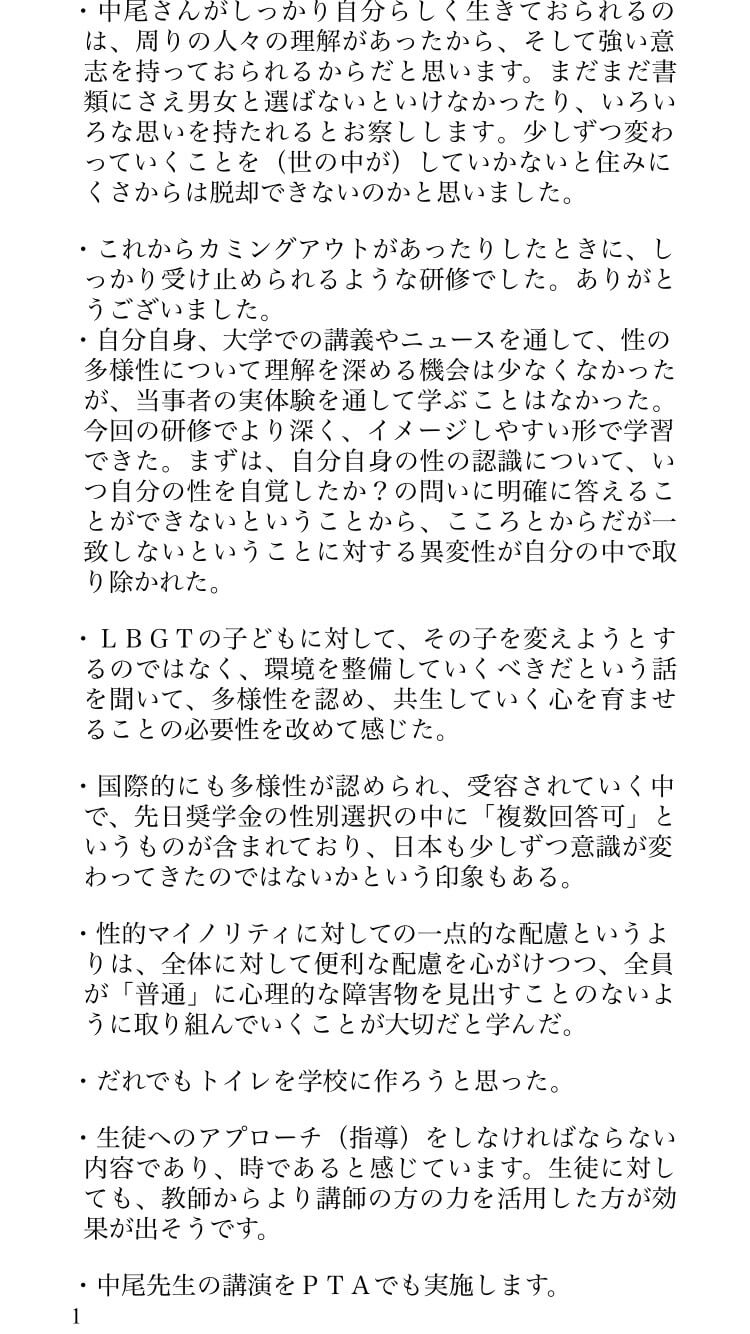 ・中尾さんがしっかり自分らしく生きておられるの
は、周りの人々の理解があったから、そして強い意
志を持っておられるからだと思います。まだまだ書
類にさえ男女と選ばないといけなかったり、いろい
ろな思いを持たれるとお察しします。少しずつ変わ
っていくことを（世の中が）していかないと住みに
くさからは脱却できないのかと思いました。
・これからカミングアウトがあったりしたときに、し
っかり受け止められるような研修でした。ありがと
うございました。
・自分自身、大学での講義やニュースを通して、性の
多様性について理解を深める機会は少なくなかった
が、当事者の実体験を通して学ぶことはなかった。
今回の研修でより深く、イメージしやすい形で学習
できた。まずは、自分自身の性の認識について、い
つ自分の性を自覚したか？の問いに明確に答えるこ
とができないということから、こころとからだが一
致しないということに対する異変性が自分の中で取
り除かれた。
・ＬＢＧＴの子どもに対して、その子を変えようとす
るのではなく、環境を整備していくべきだという話
を聞いて、多様性を認め、共生していく心を育ませ
ることの必要性を改めて感じた。
・国際的にも多様性が認められ、受容されていく中
で、先日奨学金の性別選択の中に「複数回答可」と
いうものが含まれており、日本も少しずつ意識が変
わってきたのではないかという印象もある。
・性的マイノリティに対しての一点的な配慮というよ
りは、全体に対して便利な配慮を心がけつつ、全員
が「普通」に心理的な障害物を見出すことのないよ
うに取り組んでいくことが大切だと学んだ。
・だれでもトイレを学校に作ろうと思った。
・生徒へのアプローチ（指導）をしなければならない
内容であり、時であると感じています。生徒に対し
ても、教師からより講師の方の力を活用した方が効
果が出そうです。
・中尾先生の講演をＰＴＡでも実施します。
1